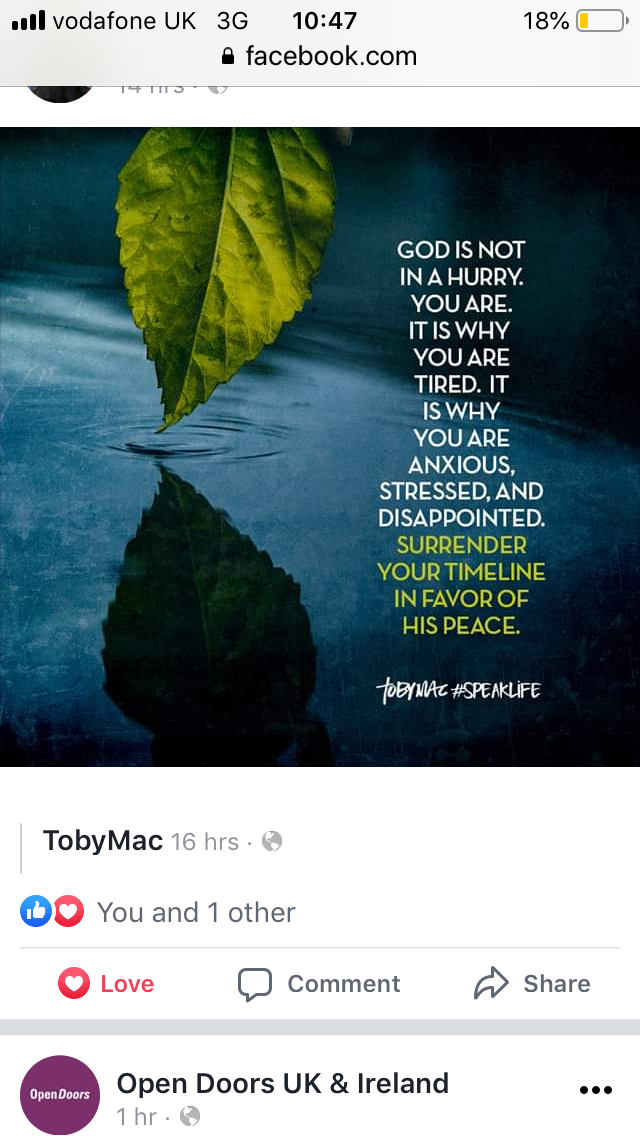 vodafone UK 3G 10:47 18%
facebook.com
GOD IS NOT
IN A HURRY.
YOU ARE.
IT IS WHY
YOU ARE
TIRED. IT
IS WHY
YOU ARE
ANXIOUS,
STRESSED, AND
DISAPPOINTED.
SURRENDER
YOUR TIMELINE
IN FAVOR OF
HIS PEACE.
TOBYMAC #SPEAKLIFE
TobyMac 16 hrs ·
You and 1 other
Love Comment Share
OpenDoors
Open Doors UK & Ireland
1 hr ·